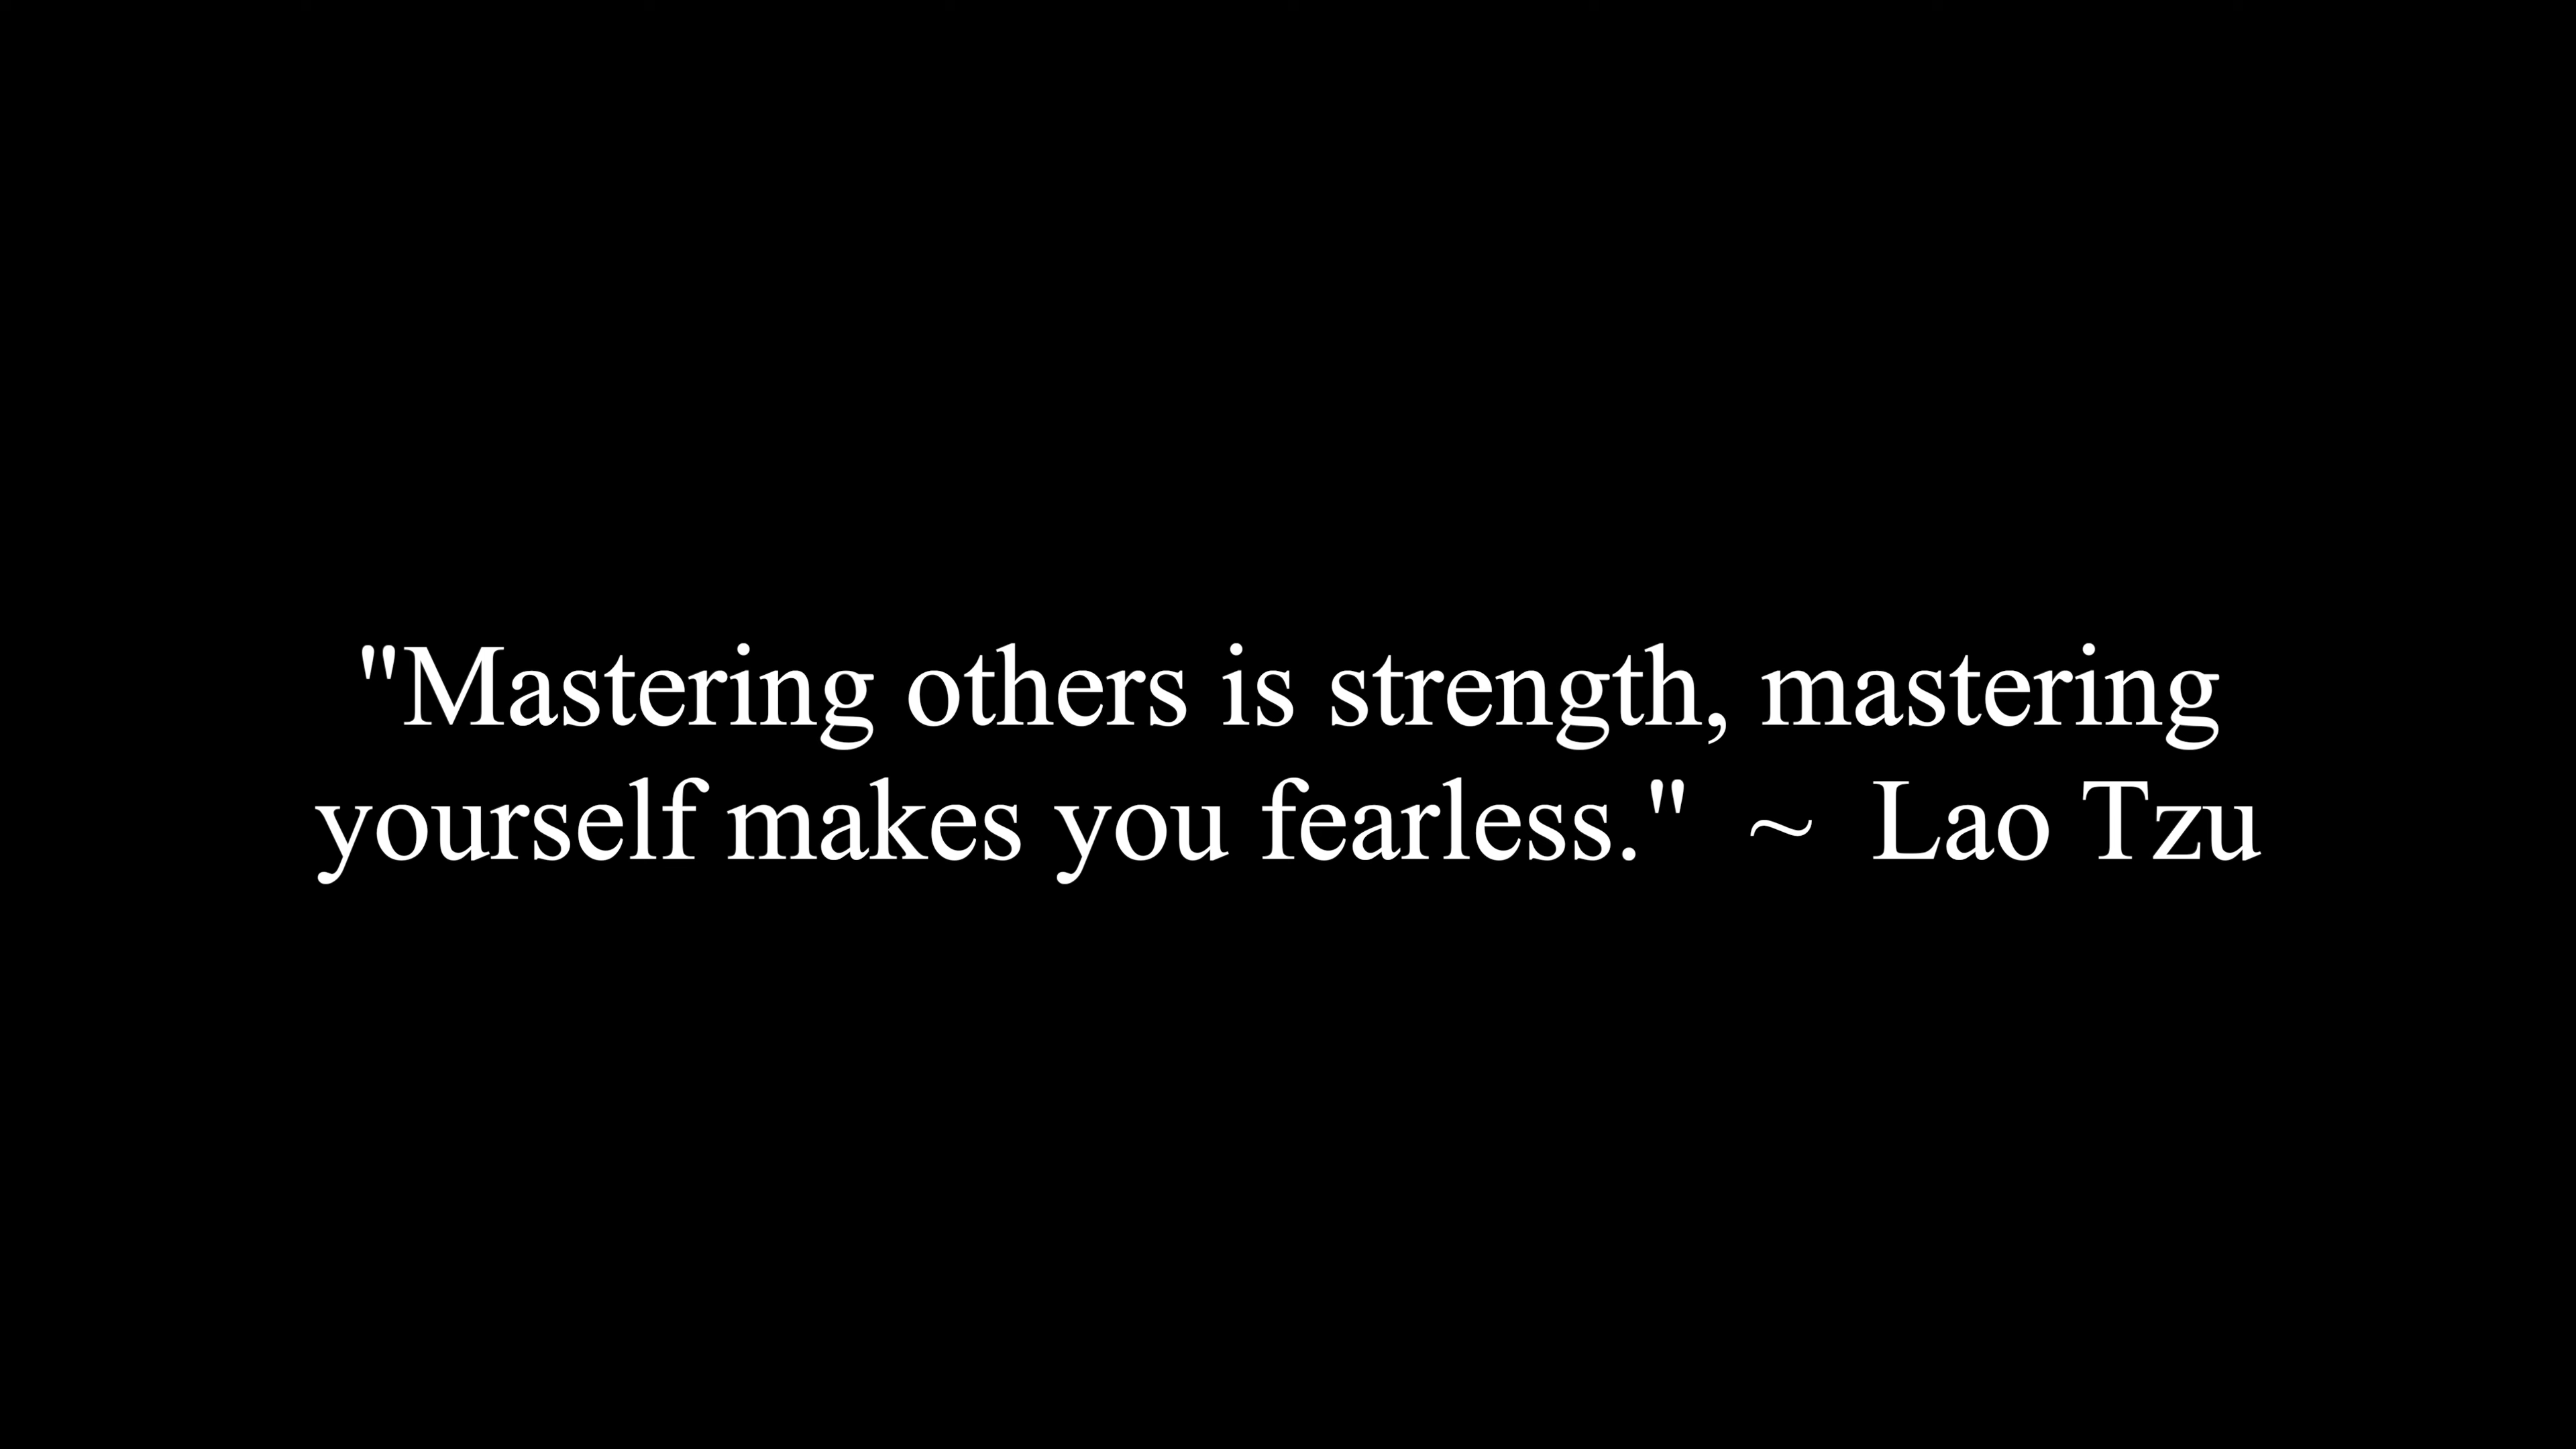 "Mastering others is strength, mastering
yourself makes you fearless."  ~  Lao Tzu